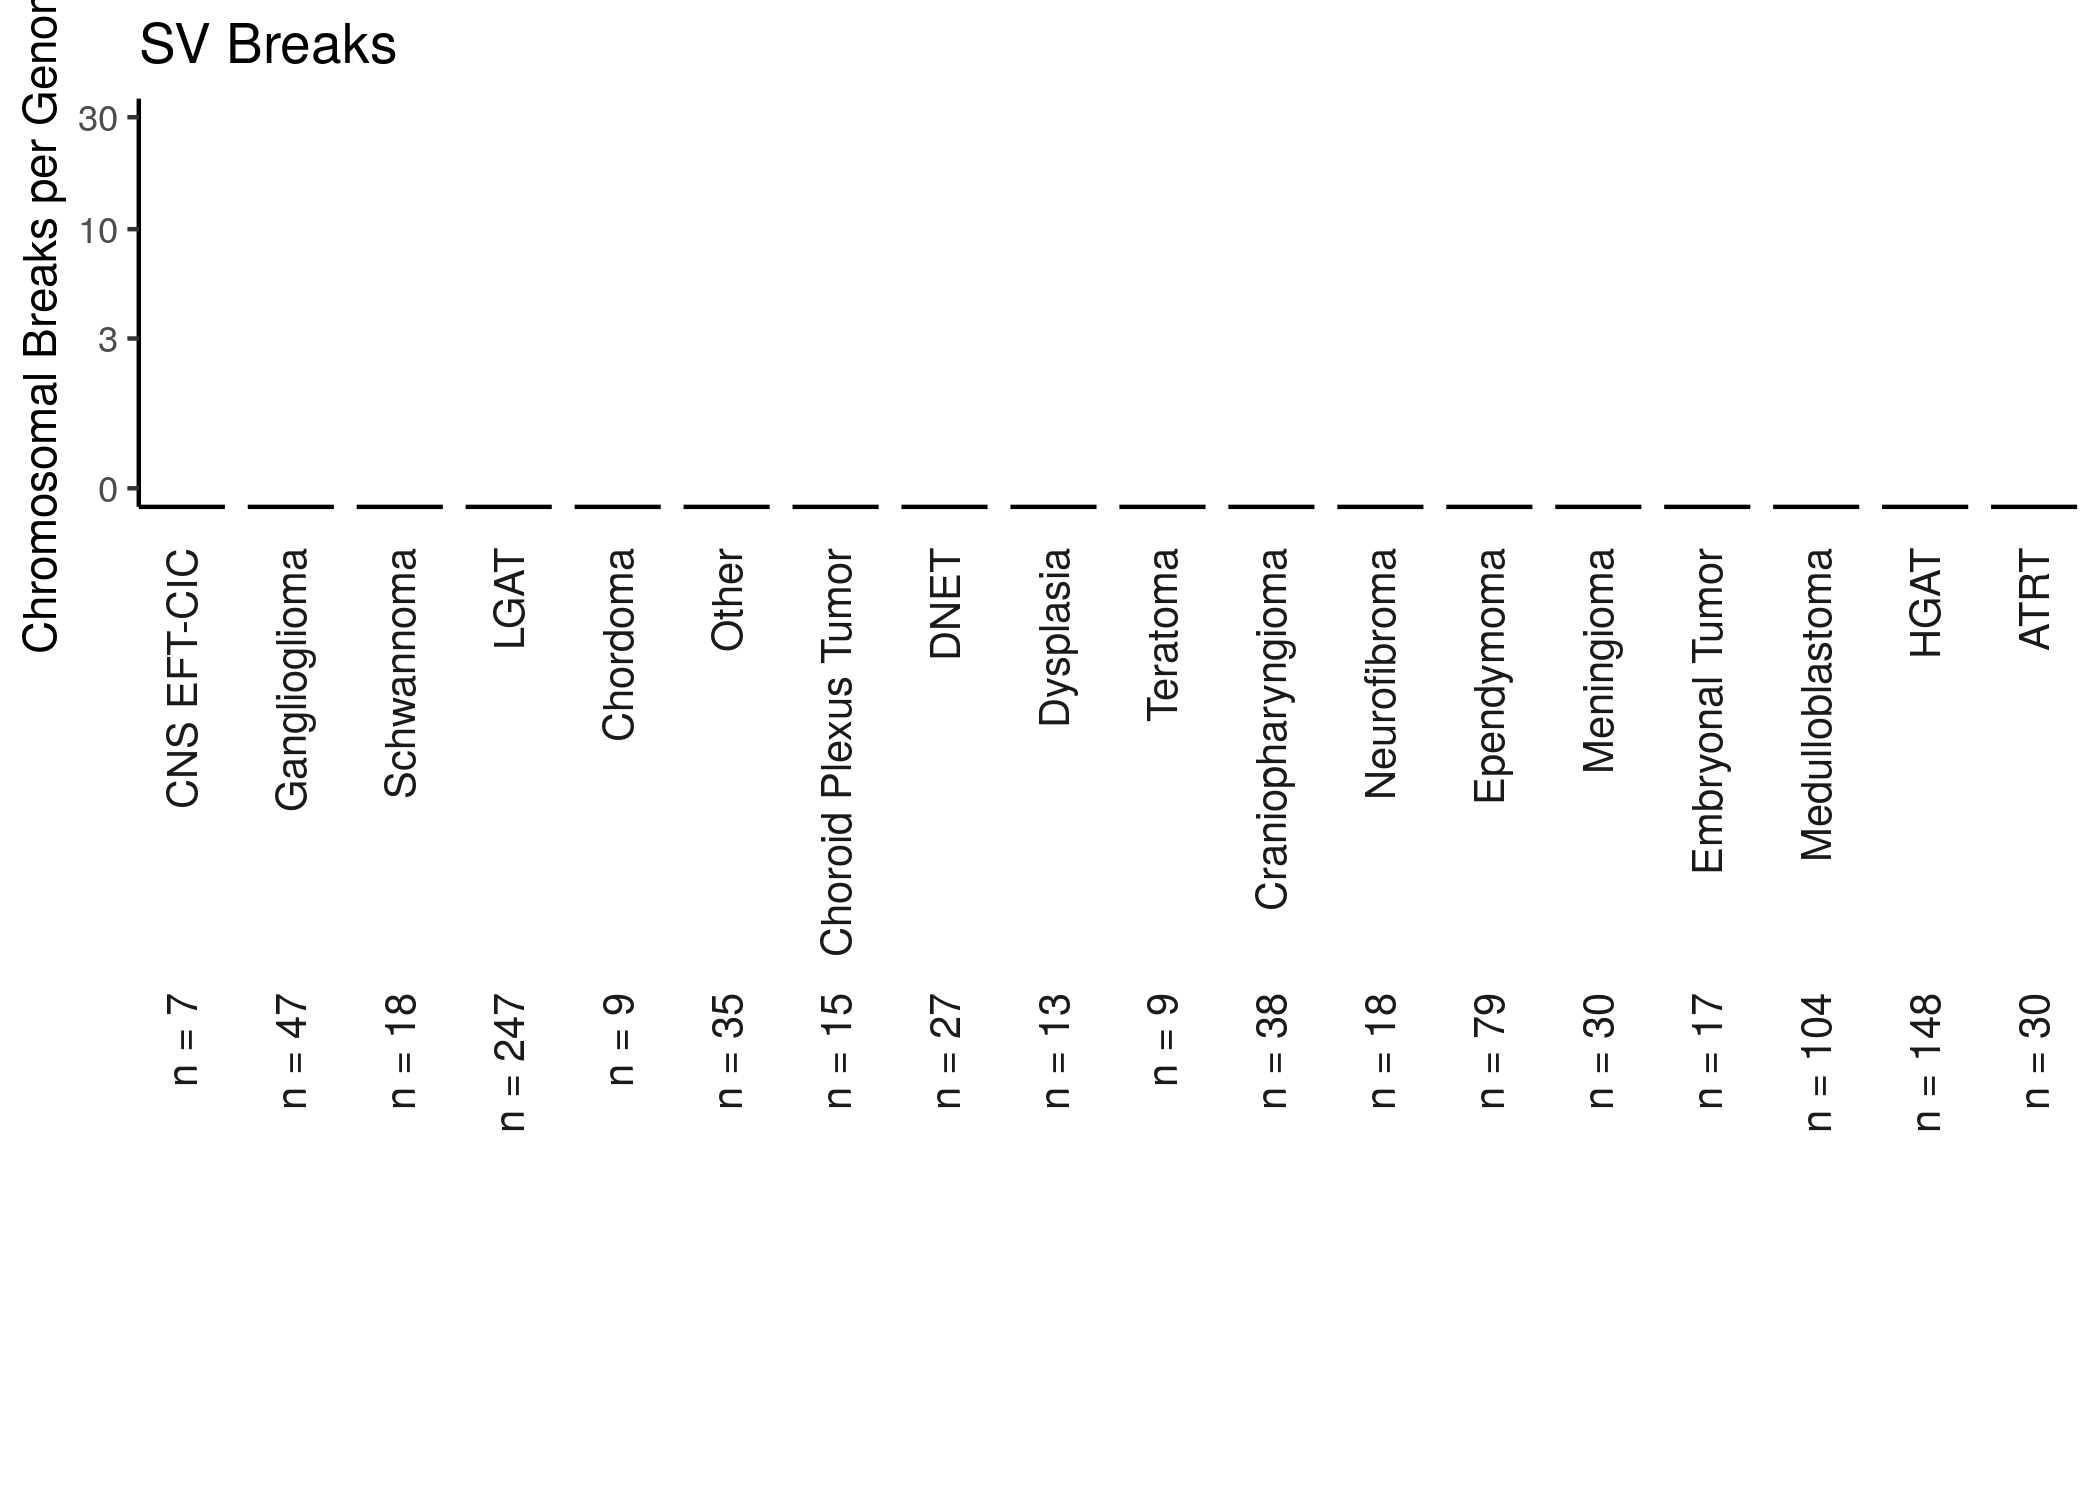 SV Breaks
Chromosomal Breaks per Genor
30
10
3
0
CNS EFT-CIC
Ganglioglioma
Schwannoma
LGAT
Chordoma
Other
Choroid Plexus Tumor
DNET
Dysplasia
Teratoma
Craniopharyngioma
Neurofibroma
Ependymoma
Meningioma
Embryonal Tumor
Medulloblastoma
HGAT
ATRT
n = 7
n = 47
n = 18
n = 247
n = 9
n = 35
n = 15
n = 27
n = 13
n = 9
n = 38
n = 18
n = 79
n = 30
n = 17
n = 104
n = 148
n = 30